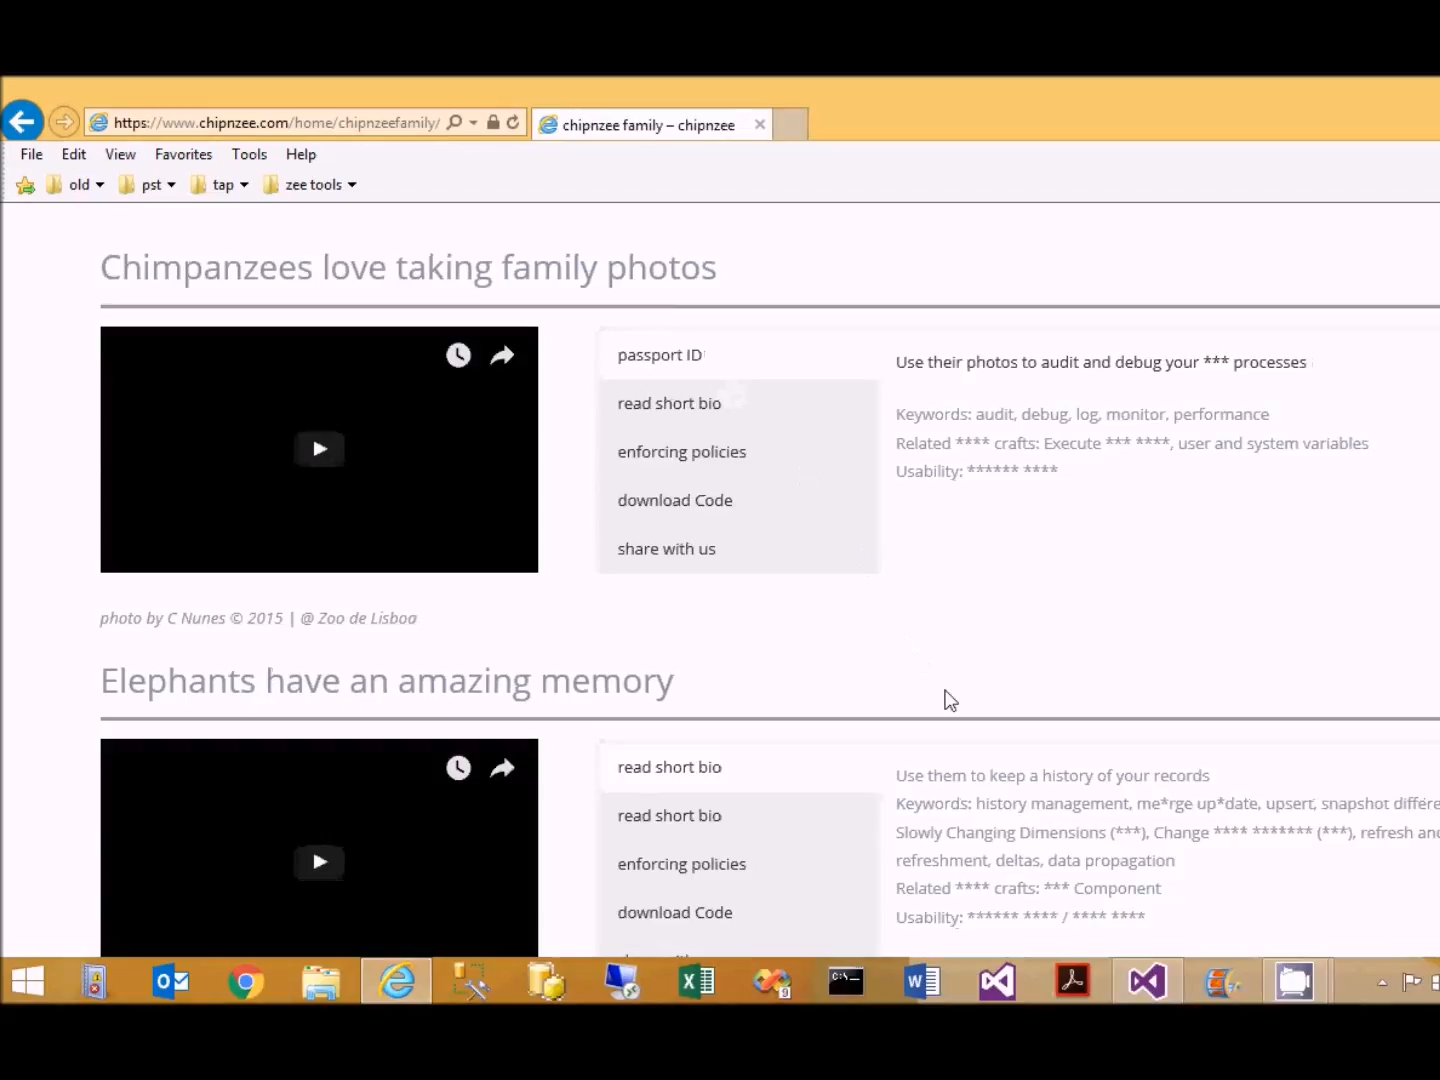 https://www.chipnzee.com/home/chipnzeefamily/
chipnzee family – chipnzee
File Edit View Favorites Tools Help
old pst tap zee tools
Chimpanzees love taking family photos
passport ID
read short bio
enforcing policies
download Code
share with us
Use their photos to audit and debug your *** processes
Keywords: audit, debug, log, monitor, performance
Related **** crafts: Execute *** ****, user and system variables
Usability: ****** ****
photo by C Nunes © 2015 | @ Zoo de Lisboa
Elephants have an amazing memory
read short bio
read short bio
enforcing policies
download Code
Use them to keep a history of your records
Keywords: history management, me*rge up*date, upsert, snapshot differe
Slowly Changing Dimensions (***), Change **** ******* (***), refresh and
refreshment, deltas, data propagation
Related **** crafts: *** Component
Usability: ****** **** / **** ****